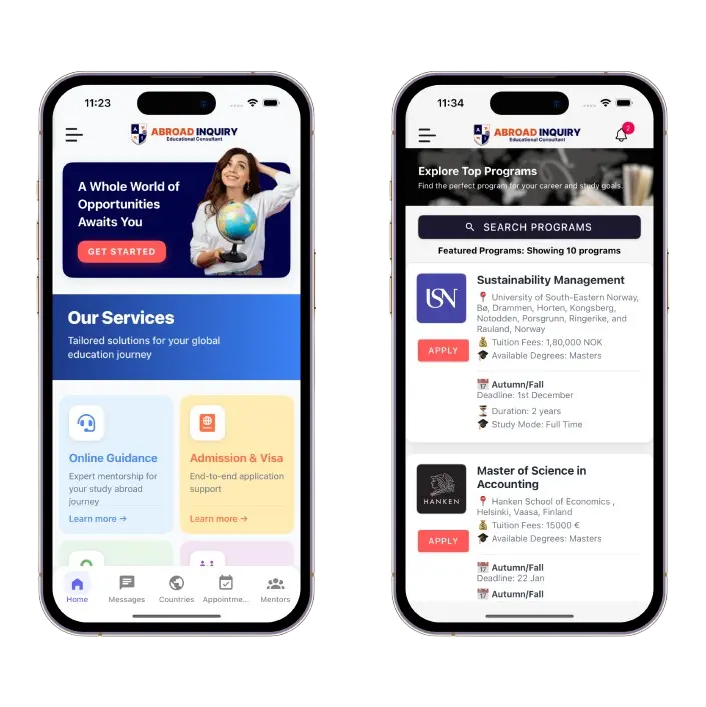 11:23
ABROAD INQUIRY
Educational Consultant
A Whole World of
Opportunities
Awaits You
GET STARTED
Our Services
Tailored solutions for your global
education journey
Online Guidance
Expert mentorship for
your study abroad
journey
Learn more →
Admission & Visa
End-to-end application
support
Learn more →
Home
Messages
Countries
Appointme...
Mentors
11:34
ABROAD INQUIRY
Educational Consultant
2
Explore Top Programs
Find the perfect program for your career and study goals.
SEARCH PROGRAMS
Featured Programs: Showing 10 programs
USN
APPLY
Sustainability Management
University of South-Eastern Norway,
Bø, Drammen, Horten, Kongsberg,
Notodden, Porsgrunn, Ringerike, and
Rauland, Norway
Tuition Fees: 1,80,000 NOK
Available Degrees: Masters
Autumn/Fall
Deadline: 1st December
Duration: 2 years
Study Mode: Full Time
HANKEN
APPLY
Master of Science in
Accounting
Hanken School of Economics ,
Helsinki, Vaasa, Finland
Tuition Fees: 15000 €
Available Degrees: Masters
Autumn/Fall
Deadline: 22 Jan
Autumn/Fall